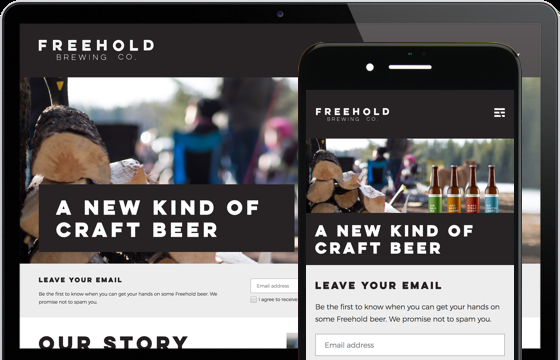 FREEHOLD
BREWING CO.
A NEW KIND OF
CRAFT BEER
LEAVE YOUR EMAIL
Be the first to know when you can get your hands on
some Freehold beer. We
promise not to spam you.
Email address
I agree to receive
OUR STORY
FREEHOLD
BREWING CO.
A NEW KIND OF
CRAFT BEER
LEAVE YOUR EMAIL
Be the first to know when you can get your hands on
some Freehold beer. We promise not to spam you.
Email address